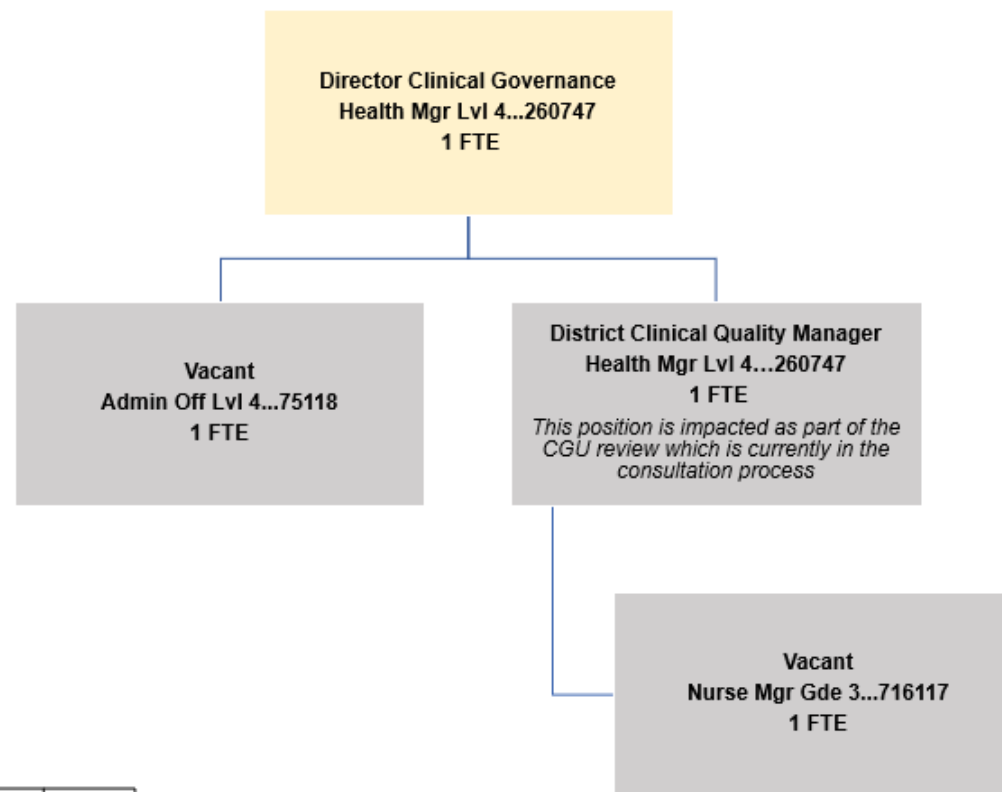 Director Clinical Governance
Health Mgr Lvl 4...260747
1 FTE
Vacant
Admin Off Lvl 4...75118
1 FTE
District Clinical Quality Manager
Health Mgr Lvl 4...260747
1 FTE
This position is impacted as part of the
CGU review which is currently in the
consultation process
Vacant
Nurse Mgr Gde 3...716117
1 FTE